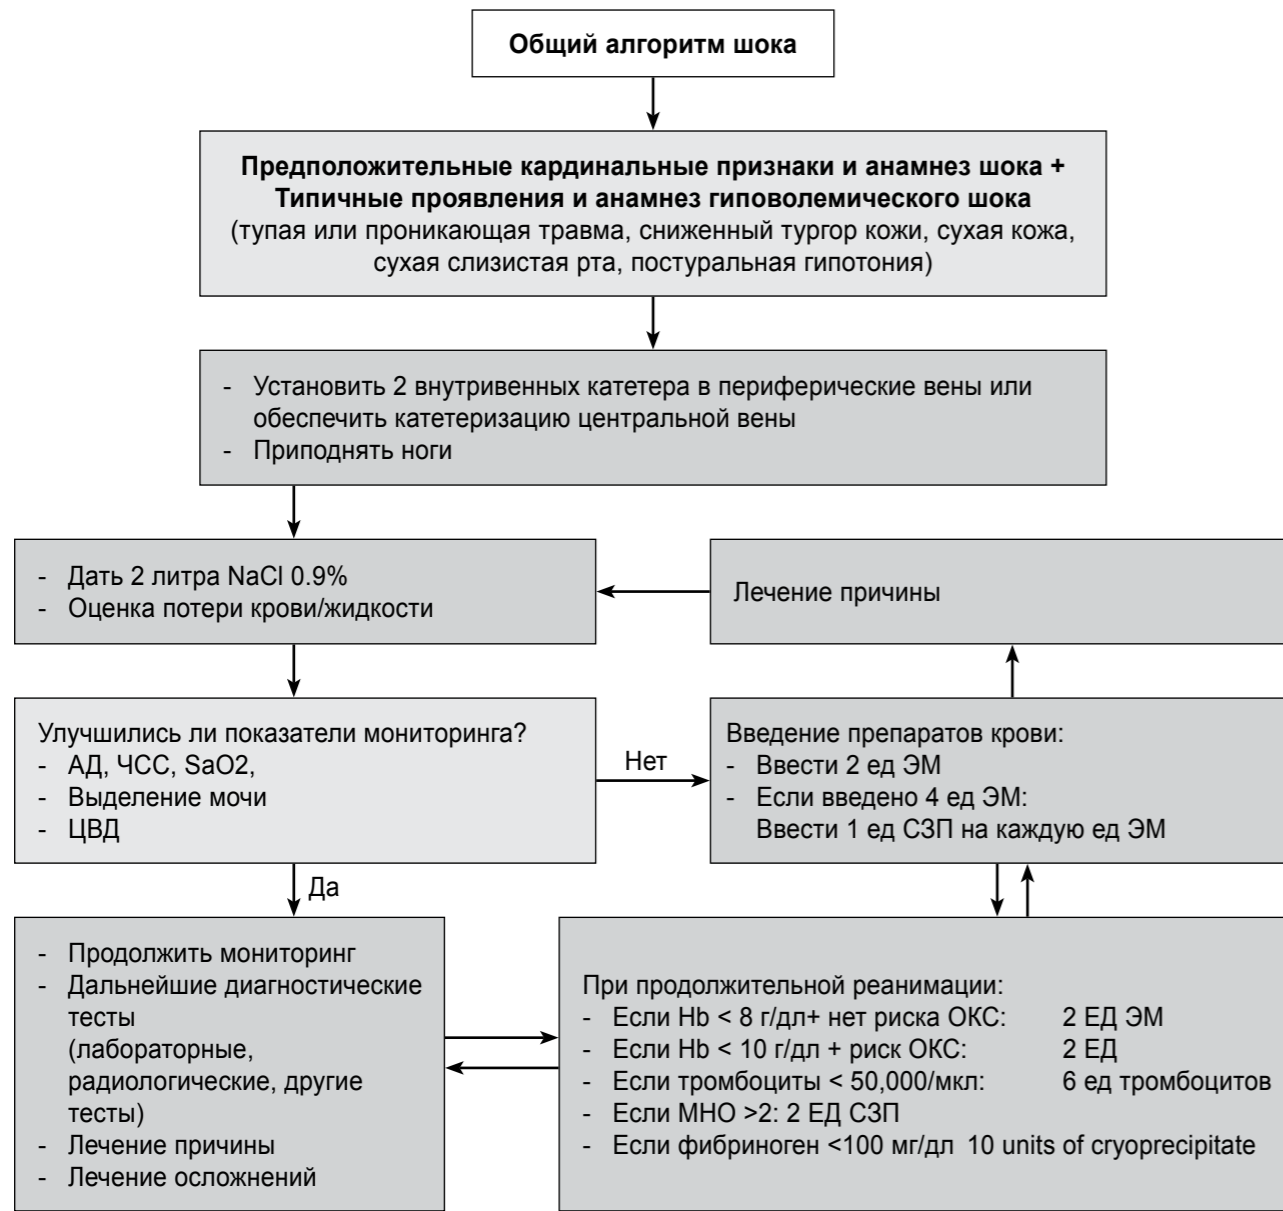 Общий алгоритм шока
Предположительные кардинальные признаки и анамнез шока +
Типичные проявления и анамнез гиповолемического шока
(тупая или проникающая травма, сниженный тургор кожи, сухая кожа,
сухая слизистая рта, постуральная гипотония)
- Установить 2 внутривенных катетера в периферические вены или
обеспечить катетеризацию центральной вены
- Приподнять ноги
- Дать 2 литра NaCl 0.9%
- Оценка потери крови/жидкости
Лечение причины
Улучшились ли показатели мониторинга?
- АД, ЧСС, SaO2,
- Выделение мочи
- ЦВД
Нет
Введение препаратов крови:
- Ввести 2 ед ЭМ
- Если введено 4 ед ЭМ:
Ввести 1 ед СЗП на каждую ед ЭМ
Да
- Продолжить мониторинг
- Дальнейшие диагностические
тесты
(лабораторные,
радиологические, другие
тесты)
- Лечение причины
- Лечение осложнений
При продолжительной реанимации:
- Если Hb < 8 г/дл+ нет риска ОКС: 2 ЕД ЭМ
- Если Hb < 10 г/дл + риск ОКС: 2 ЕД
- Если тромбоциты < 50,000/мкл: 6 ед тромбоцитов
- Если МНО >2: 2 ЕД СЗП
- Если фибриноген <100 мг/дл 10 units of cryoprecipitate